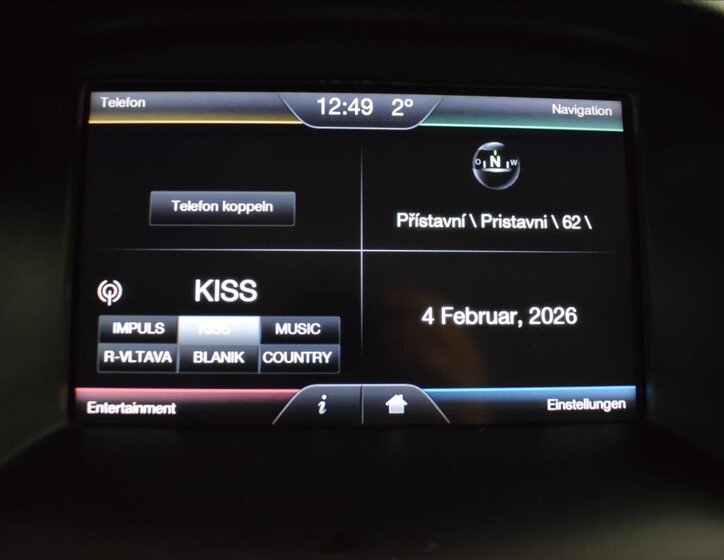 Telefon
12:49 2°
Navigation
O N W
Telefon koppeln
Přístavní \ Pristavni \ 62 \
KISS
IMPULS KISS MUSIC
R-VLTAVA BLANIK COUNTRY
4 Februar, 2026
Entertainment
i
Einstellungen